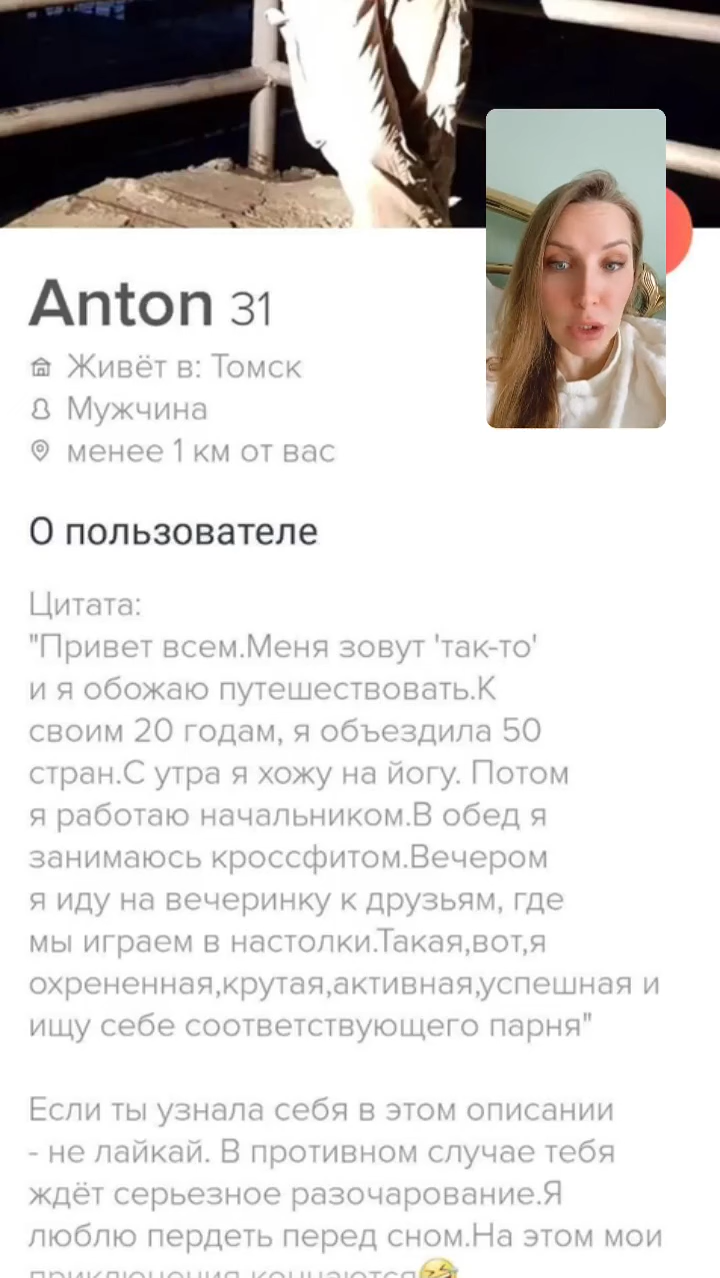 Anton 31
Живёт в: Томск
Мужчина
менее 1 км от вас
О пользователе
Цитата:
"Привет всем.Меня зовут 'так-то'
и я обожаю путешествовать.К
своим 20 годам, я объездила 50
стран.С утра я хожу на йогу. Потом
я работаю начальником.В обед я
занимаюсь кроссфитом.Вечером
я иду на вечеринку к друзьям, где
мы играем в настолки.Такая,вот,я
охрененная,крутая,активная,успешная и
ищу себе соответствующего парня"
Если ты узнала себя в этом описании
- не лайкай. В противном случае тебя
ждёт серьезное разочарование.Я
люблю пердеть перед сном.На этом мои
приключения кончаются🤣